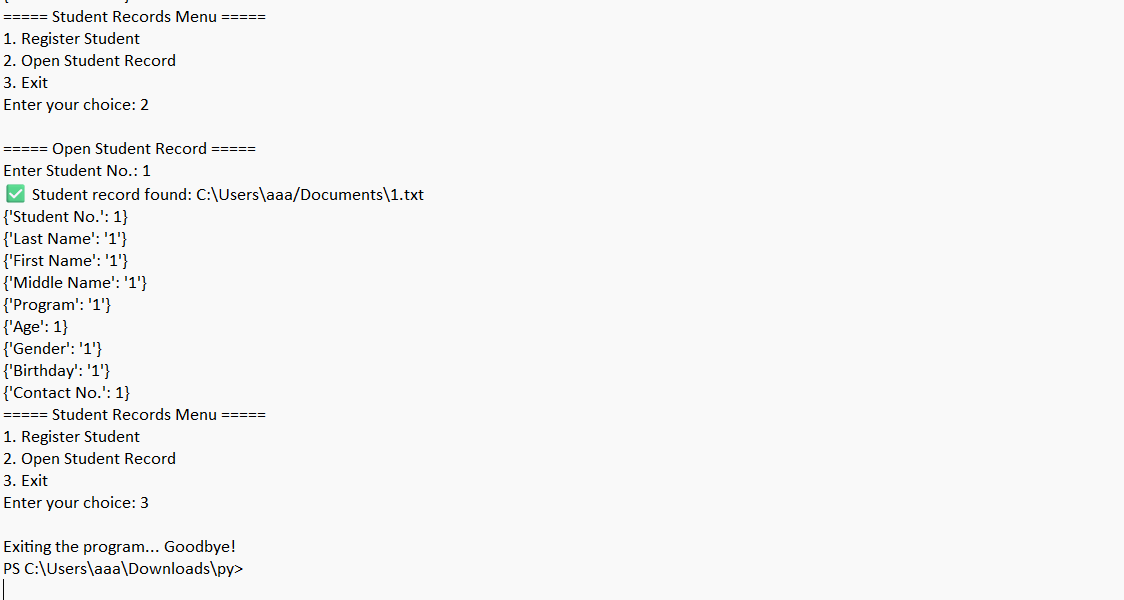 ===== Student Records Menu =====
1. Register Student
2. Open Student Record
3. Exit
Enter your choice: 2
===== Open Student Record =====
Enter Student No.: 1
✅ Student record found: C:\Users\aaa/Documents\1.txt
{'Student No.': 1}
{'Last Name': '1'}
{'First Name': '1'}
{'Middle Name': '1'}
{'Program': '1'}
{'Age': 1}
{'Gender': '1'}
{'Birthday': '1'}
{'Contact No.': 1}
===== Student Records Menu =====
1. Register Student
2. Open Student Record
3. Exit
Enter your choice: 3
Exiting the program... Goodbye!
PS C:\Users\aaa\Downloads\py>